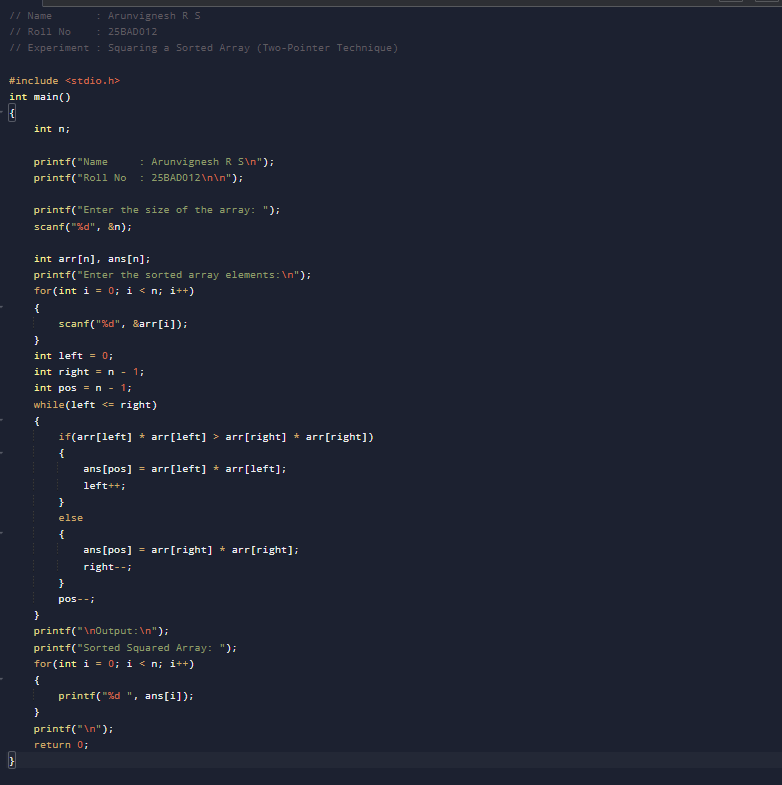 // Name       : Arunvignesh R S
// Roll No    : 25BAD012
// Experiment : Squaring a Sorted Array (Two-Pointer Technique)

#include <stdio.h>
int main()
{
    int n;

    printf("Name     : Arunvignesh R S\n");
    printf("Roll No  : 25BAD012\n\n");

    printf("Enter the size of the array: ");
    scanf("%d", &n);

    int arr[n], ans[n];
    printf("Enter the sorted array elements:\n");
    for(int i = 0; i < n; i++)
    {
        scanf("%d", &arr[i]);
    }
    int left = 0;
    int right = n - 1;
    int pos = n - 1;
    while(left <= right)
    {
        if(arr[left] * arr[left] > arr[right] * arr[right])
        {
            ans[pos] = arr[left] * arr[left];
            left++;
        }
        else
        {
            ans[pos] = arr[right] * arr[right];
            right--;
        }
        pos--;
    }
    printf("\nOutput:\n");
    printf("Sorted Squared Array: ");
    for(int i = 0; i < n; i++)
    {
        printf("%d ", ans[i]);
    }
    printf("\n");
    return 0;
}